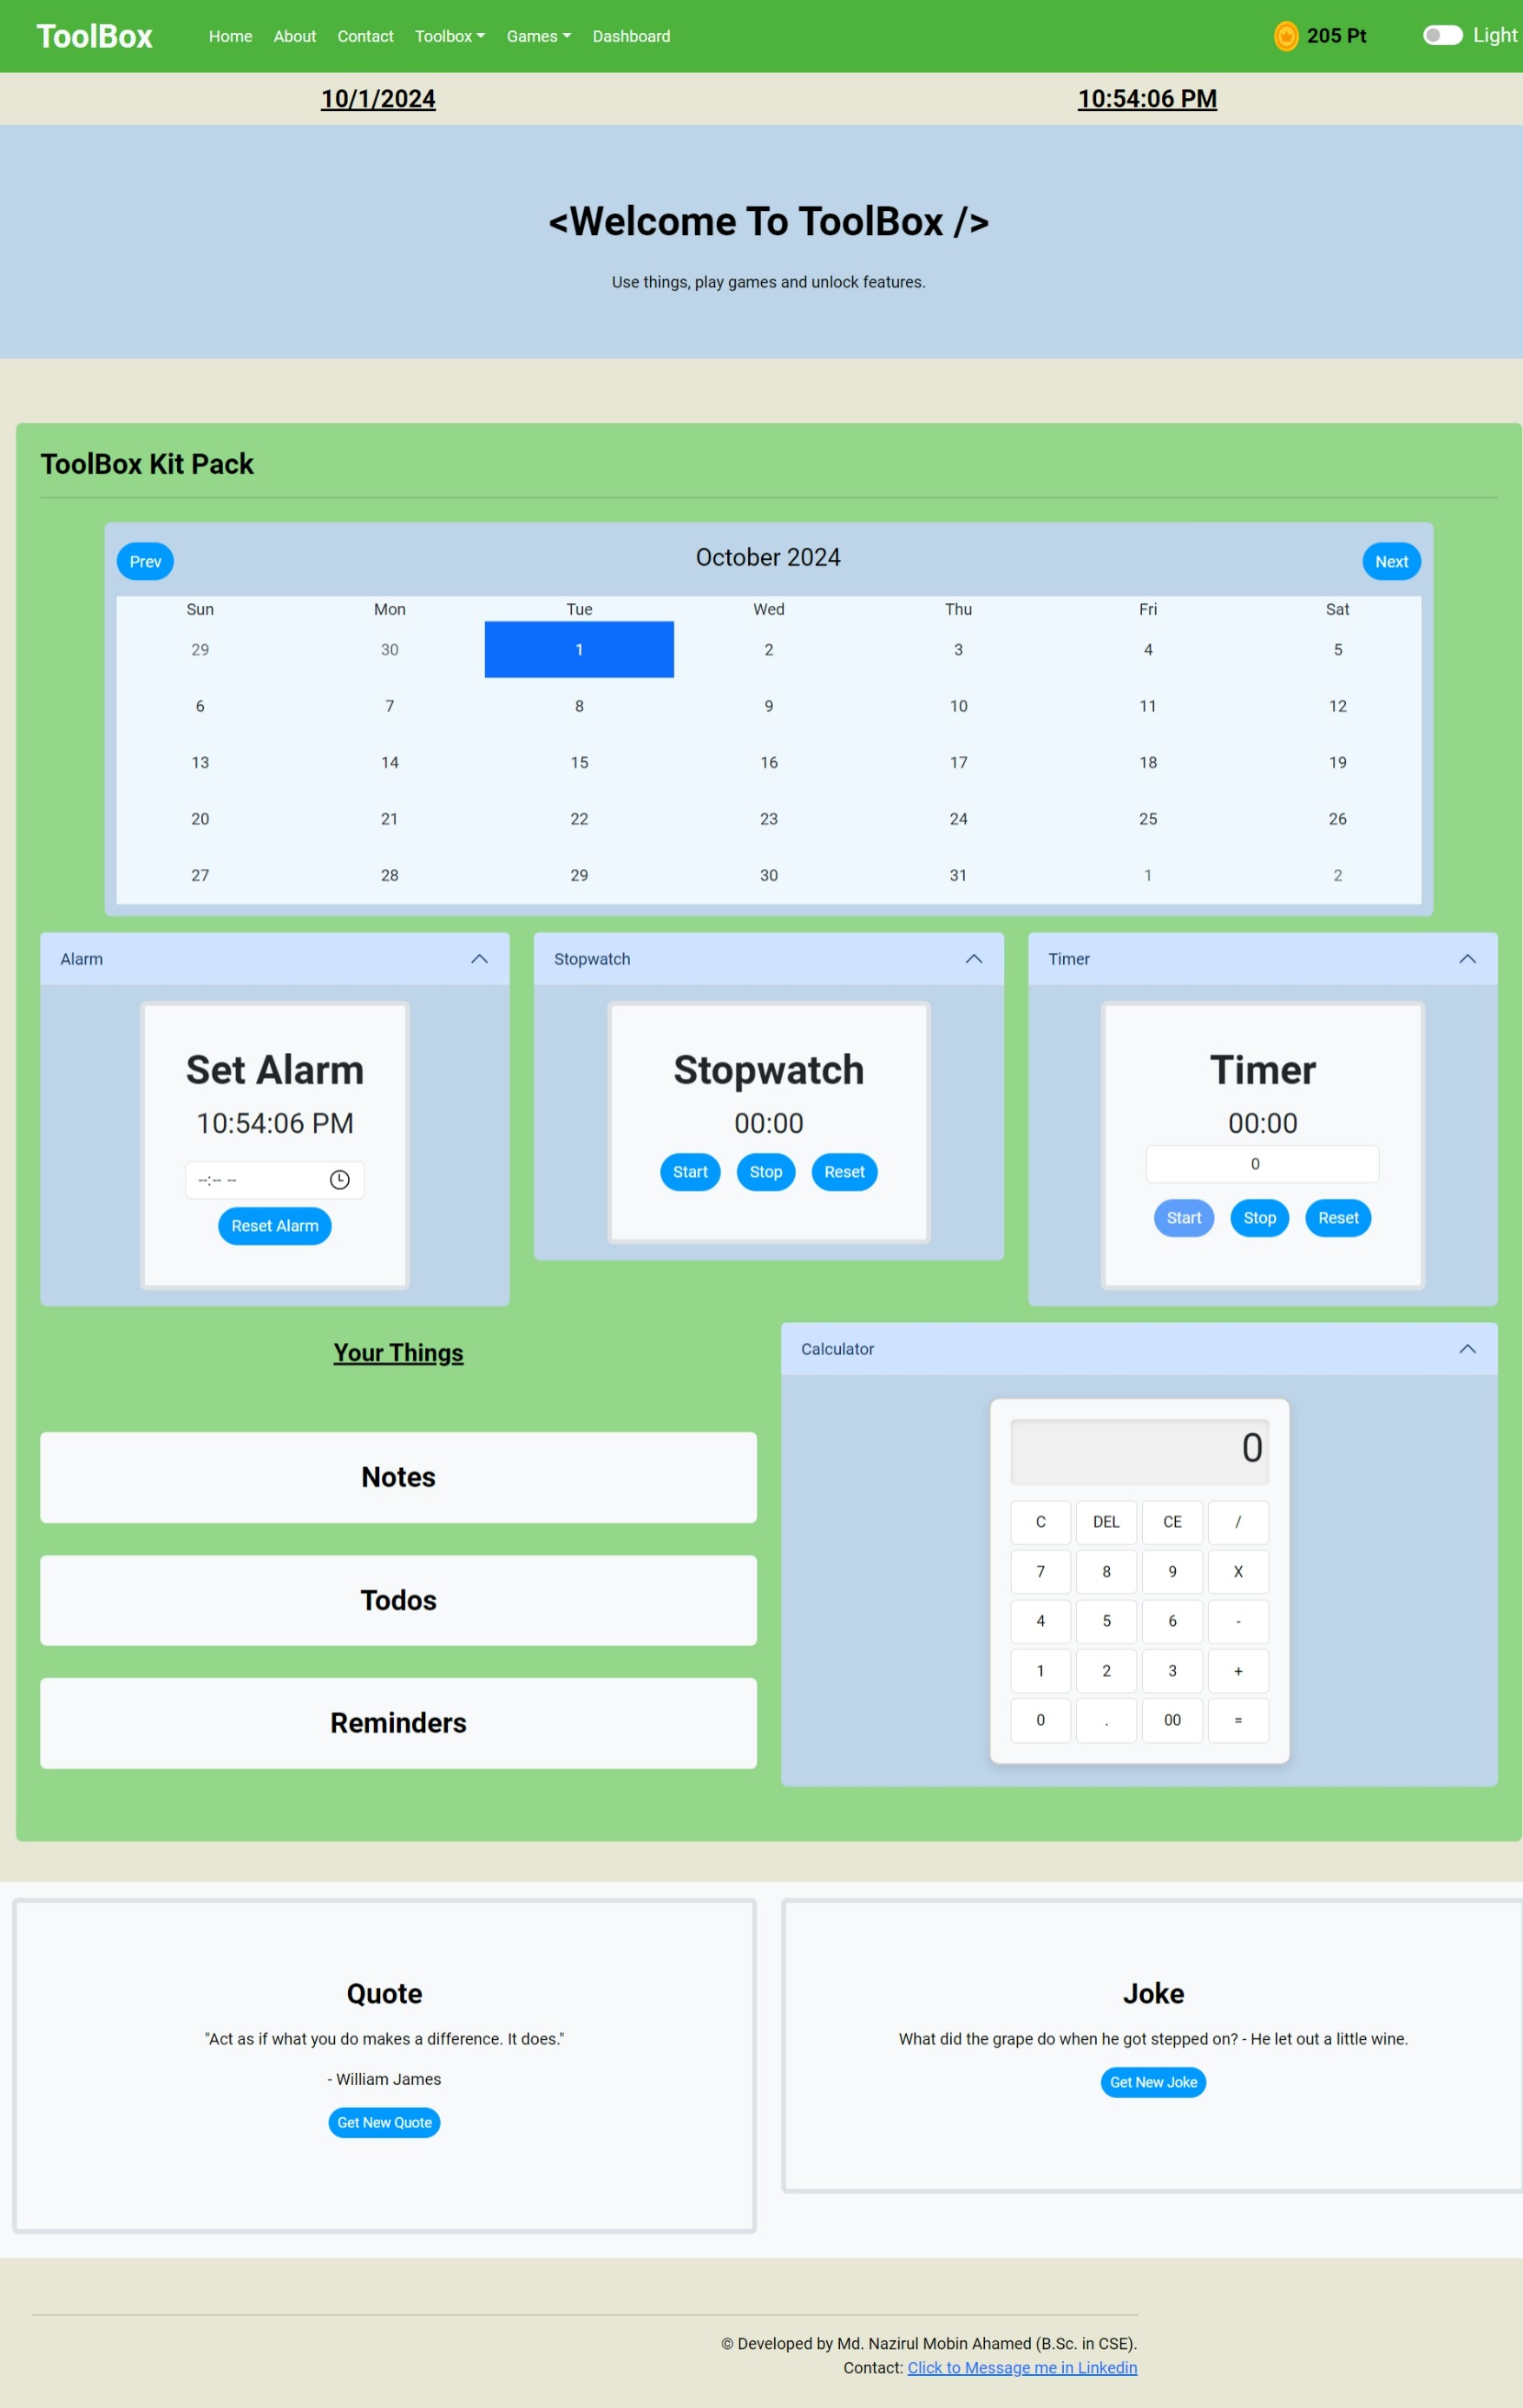 ToolBox Home About Contact Toolbox Games Dashboard 205 Pt Light
10/1/2024 10:54:06 PM
<Welcome To ToolBox />
Use things, play games and unlock features.
ToolBox Kit Pack
Prev October 2024 Next
Sun Mon Tue Wed Thu Fri Sat
29 30 1 2 3 4 5
6 7 8 9 10 11 12
13 14 15 16 17 18 19
20 21 22 23 24 25 26
27 28 29 30 31 1 2
Alarm
Set Alarm
10:54:06 PM
--:-- --
Reset Alarm
Stopwatch
Stopwatch
00:00
Start Stop Reset
Timer
Timer
00:00
0
Start Stop Reset
Your Things
Notes
Todos
Reminders
Calculator
0
C DEL CE /
7 8 9 X
4 5 6 -
1 2 3 +
0 . 00 =
Quote
"Act as if what you do makes a difference. It does."
- William James
Get New Quote
Joke
What did the grape do when he got stepped on? - He let out a little wine.
Get New Joke
© Developed by Md. Nazirul Mobin Ahamed (B.Sc. in CSE).
Contact: Click to Message me in Linkedin